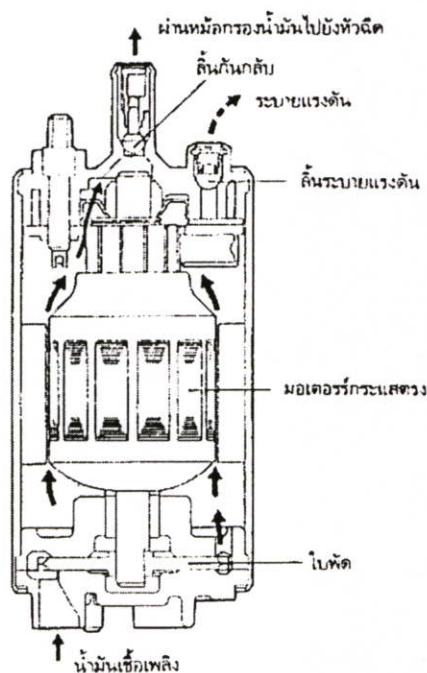 ผ่านหม้อกรองน้ำมันไปยังหัวฉีด
ลิ้นกันกลับ
ระบายแรงดัน
ลิ้นระบายแรงดัน
มอเตอร์กระแสตรง
ใบพัด
น้ำมันเชื้อเพลิง